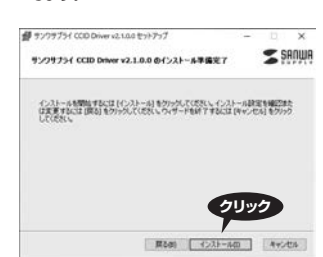 サンワサプライ CCID Driver v2.1.0.0 セットアップ
サンワサプライ CCID Driver v2.1.0.0 のインストール準備完了
SANWA
SUPPLY
インストールを開始するには [インストール] をクリックしてください。インストール設定を確認また
は変更するには [戻る] をクリックしてください。ウィザードを終了するには [キャンセル] をクリック
してください。
クリック
戻る(B) インストール(I) キャンセル